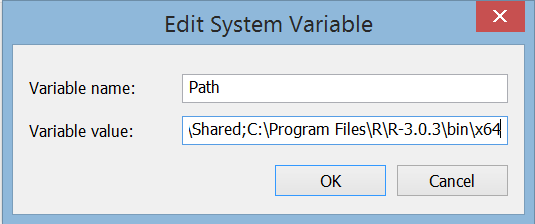 Edit System Variable
Variable name: Path
Variable value: \Shared;C:\Program Files\R\R-3.0.3\bin\x64
OK Cancel